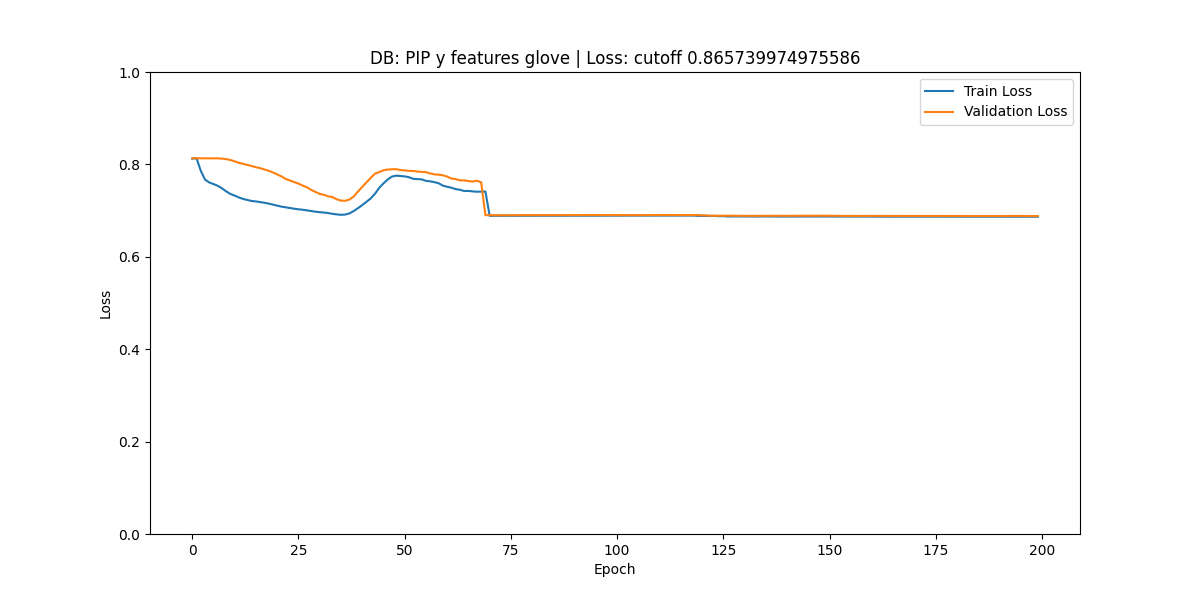 DB: PIP y features glove | Loss: cutoff 0.865739974975586
Train Loss
Validation Loss
1.0
0.8
0.6
0.4
0.2
0.0
Loss
0 25 50 75 100 125 150 175 200
Epoch